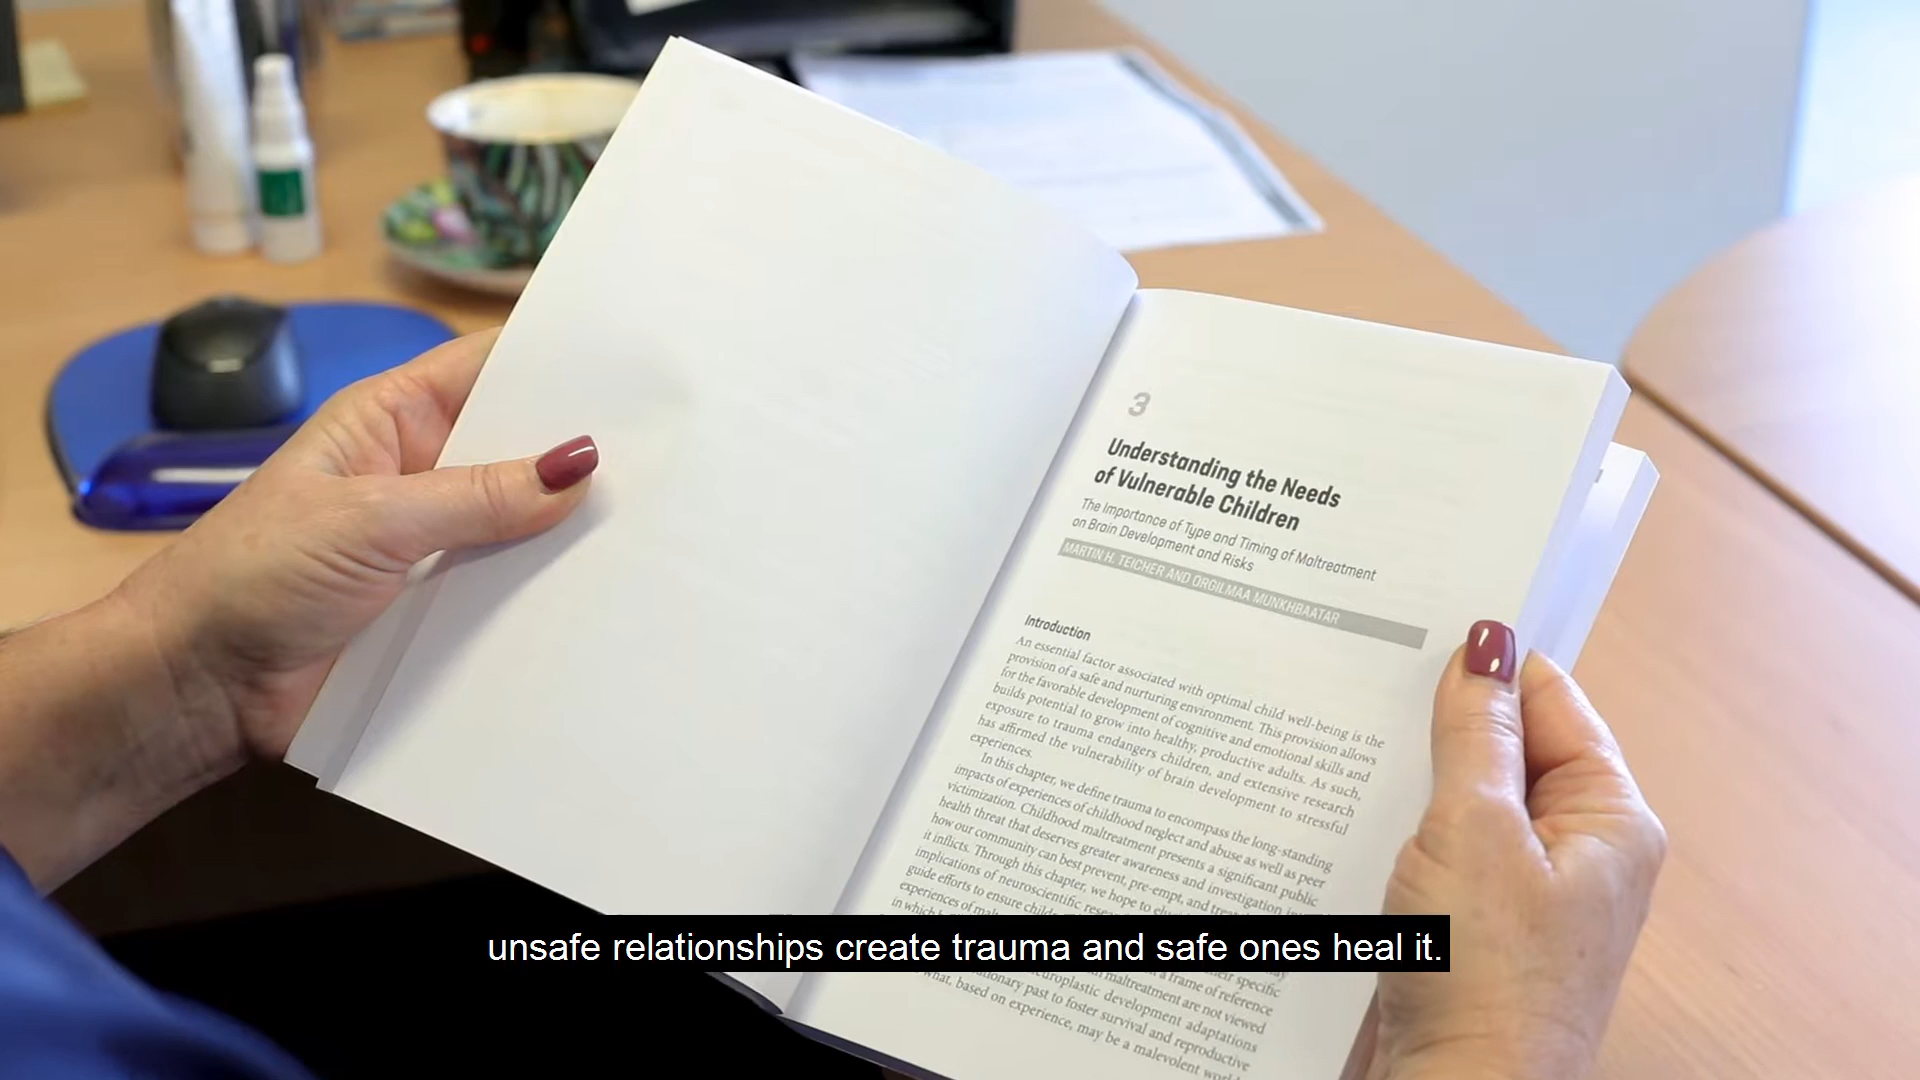 3
Understanding the Needs
of Vulnerable Children
The Importance of Type and Timing of Maltreatment
on Brain Development and Risks
MARTIN H. TEICHER AND ORGILMAA MUNKHBAATAR
Introduction
An essential factor associated with optimal child well-being is the
provision of a safe and nurturing environment. This provision allows
for the favorable development of cognitive and emotional skills and
builds potential to grow into healthy, productive adults. As such,
exposure to trauma endangers children, and extensive research
has affirmed the vulnerability of brain development to stressful
experiences.
In this chapter, we define trauma to encompass the long-standing
impacts of experiences of childhood neglect and abuse as well as peer
victimization. Childhood maltreatment presents a significant public
health threat that deserves greater awareness and investigation
how our community can best prevent, pre-empt, and
it inflicts. Through this chapter, we hope to
implications of neuroscientific
guide efforts to ensure
experiences of
in which
unsafe relationships create trauma and safe ones heal it.
their specific
a frame of reference
maltreatment are not viewed
neuroplastic development adaptations
past to foster survival and reproductive
what, based on experience, may be a malevolent